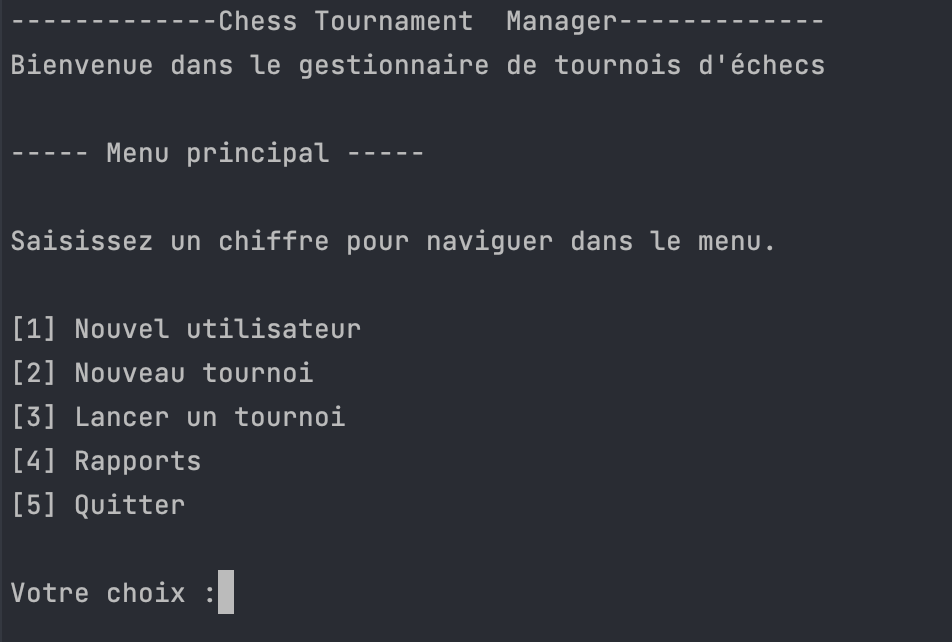 -------------Chess Tournament  Manager-------------
Bienvenue dans le gestionnaire de tournois d'échecs
----- Menu principal -----
Saisissez un chiffre pour naviguer dans le menu.
[1] Nouvel utilisateur
[2] Nouveau tournoi
[3] Lancer un tournoi
[4] Rapports
[5] Quitter
Votre choix :